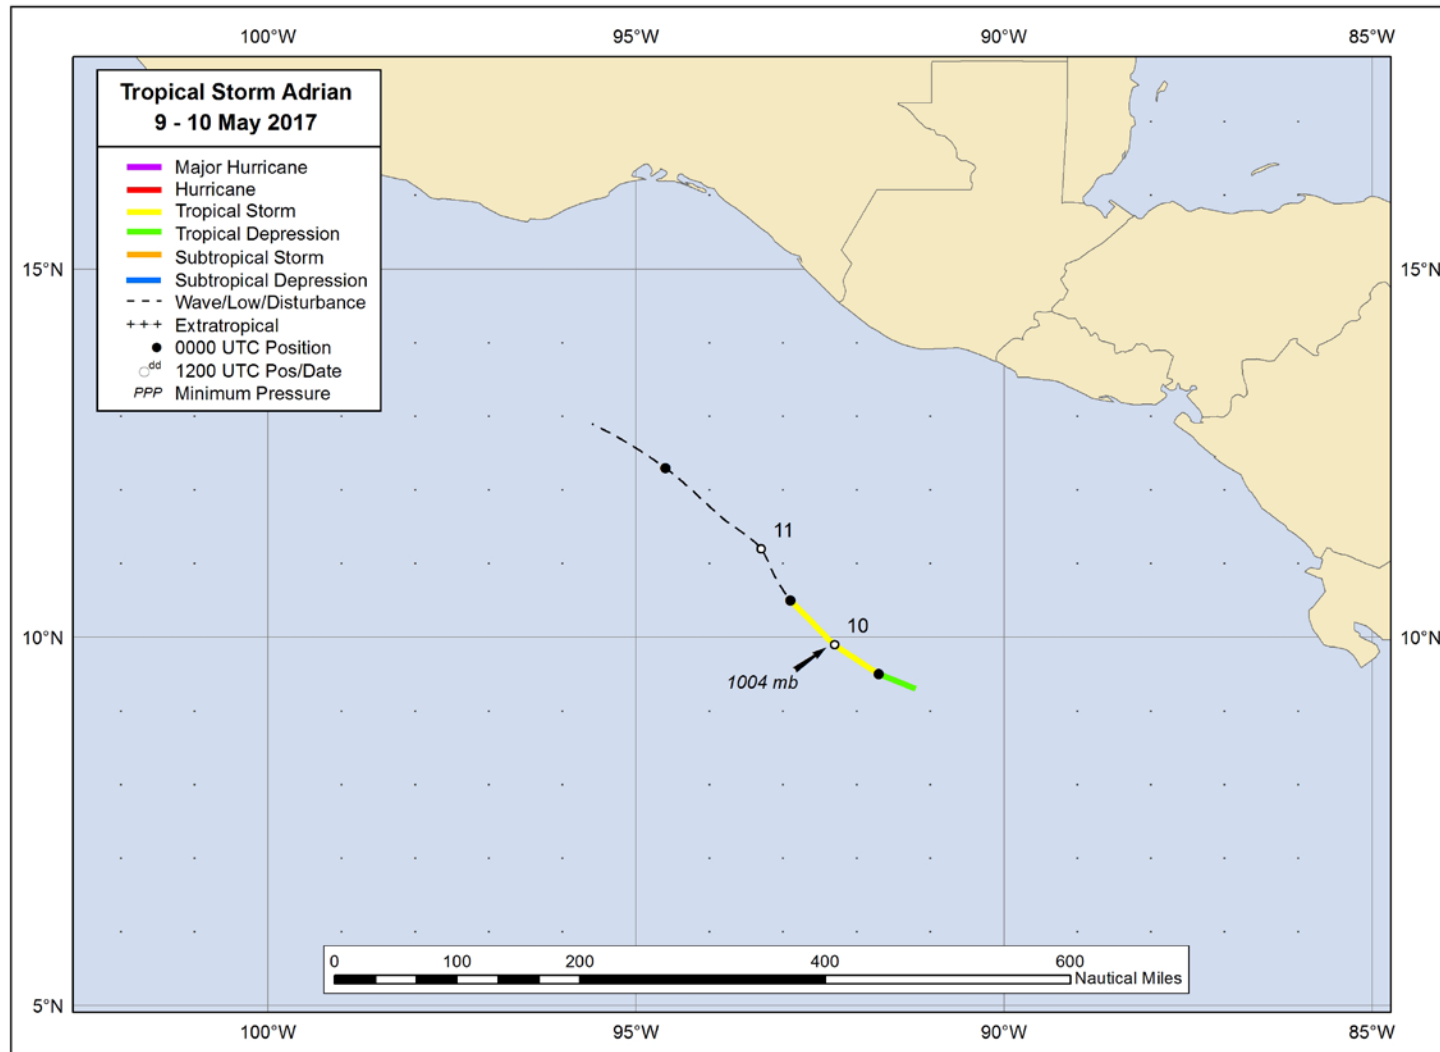 100°W
95°W
90°W
85°W
Tropical Storm Adrian
9 - 10 May 2017
Major Hurricane
Hurricane
Tropical Storm
Tropical Depression
Subtropical Storm
Subtropical Depression
Wave/Low/Disturbance
+++ Extratropical
0000 UTC Position
dd 1200 UTC Pos/Date
PPP Minimum Pressure
15°N
15°N
11
10
10°N
10°N
1004 mb
0 100 200 400 600
Nautical Miles
5°N
5°N
100°W
95°W
90°W
85°W